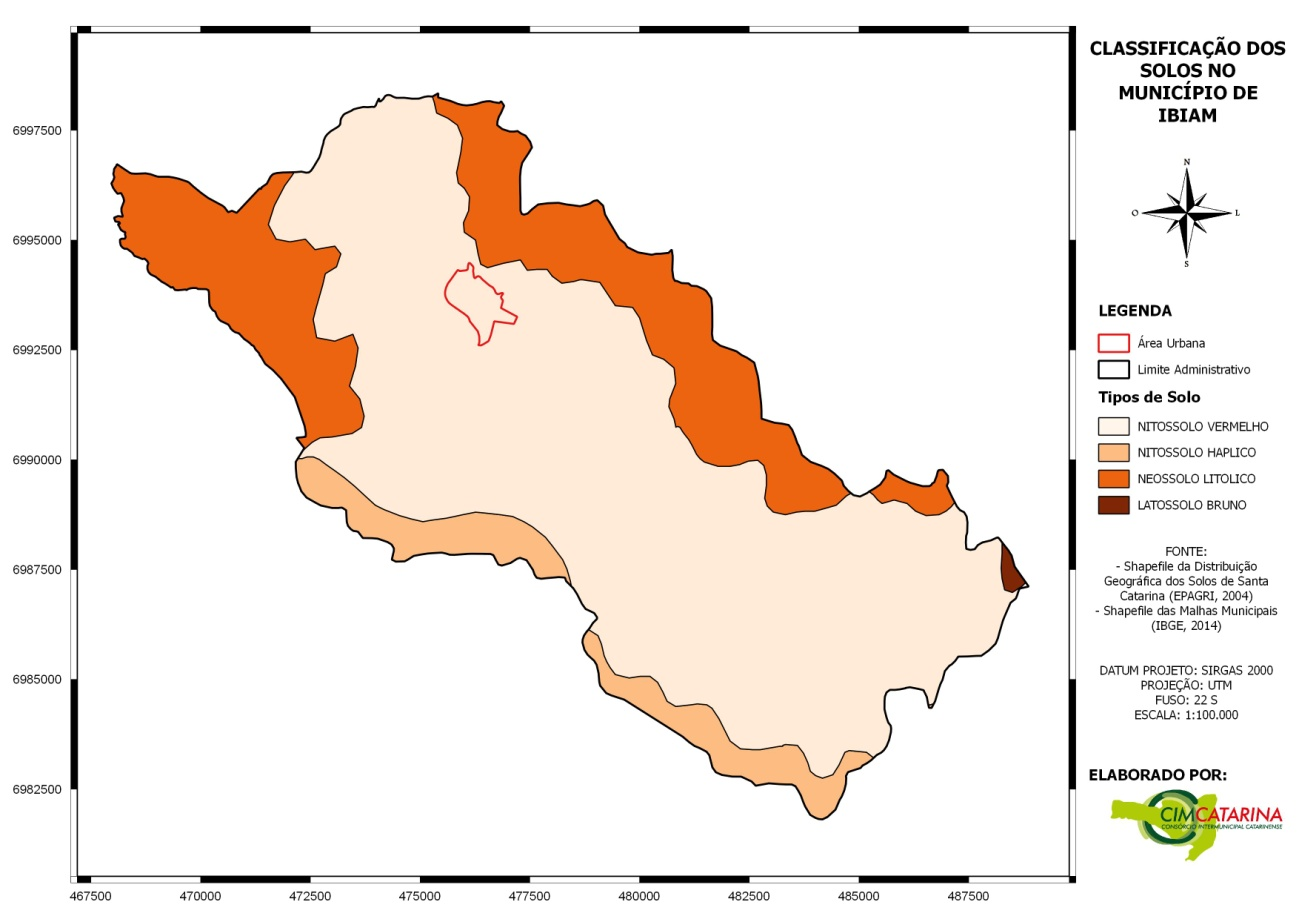 CLASSIFICAÇÃO DOS
SOLOS NO
MUNICÍPIO DE
IBIAM
N
O
L
S
LEGENDA
Área Urbana
Limite Administrativo
Tipos de Solo
NITOSSOLO VERMELHO
NITOSSOLO HAPLICO
NEOSSOLO LITOLICO
LATOSSOLO BRUNO
FONTE:
- Shapefile da Distribuição
Geográfica dos Solos de Santa
Catarina (EPAGRI, 2004)
- Shapefile das Malhas Municipais
(IBGE, 2014)
DATUM PROJETO: SIRGAS 2000
PROJEÇÃO: UTM
FUSO: 22 S
ESCALA: 1:100.000
ELABORADO POR:
CIMCATARINA
CONSÓRCIO INTERMUNICIPAL CATARINENSE
6997500
6995000
6992500
6990000
6987500
6985000
6982500
467500 470000 472500 475000 477500 480000 482500 485000 487500